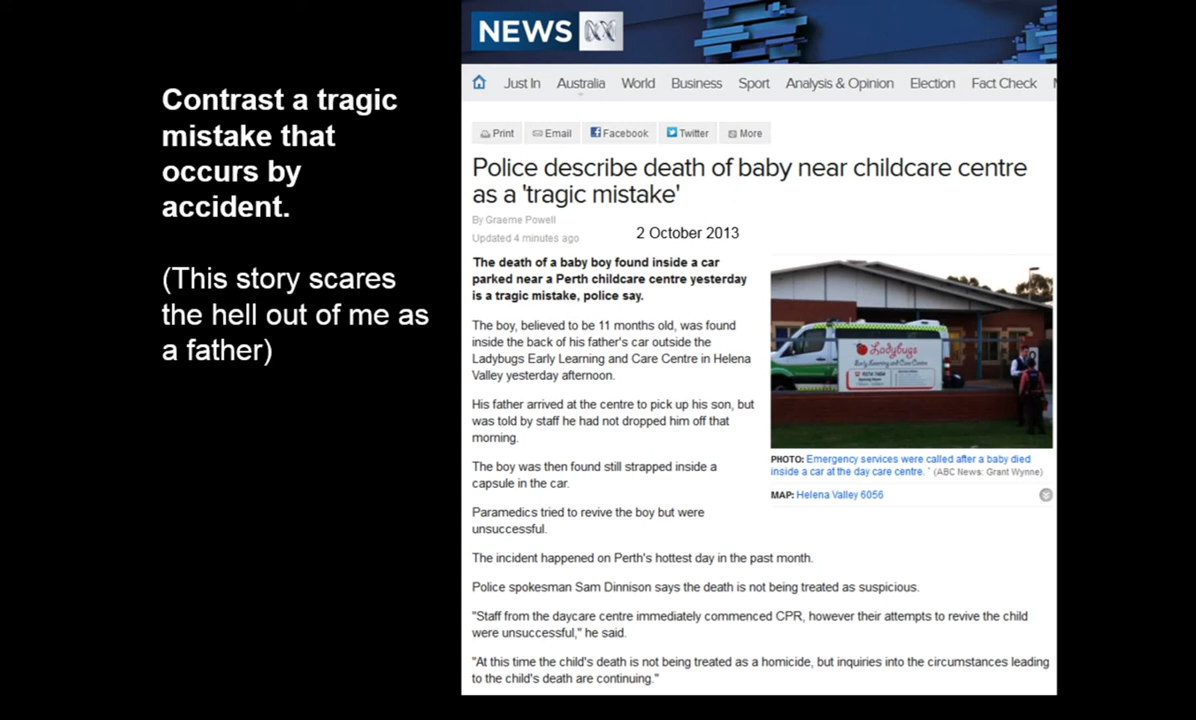 Contrast a tragic
mistake that
occurs by
accident.
(This story scares
the hell out of me as
a father)
NEWS
Just In Australia World Business Sport Analysis & Opinion Election Fact Check
Print Email Facebook Twitter More
Police describe death of baby near childcare centre
as a 'tragic mistake'
By Graeme Powell
Updated 4 minutes ago
2 October 2013
The death of a baby boy found inside a car
parked near a Perth childcare centre yesterday
is a tragic mistake, police say.
The boy, believed to be 11 months old, was found
inside the back of his father's car outside the
Ladybugs Early Learning and Care Centre in Helena
Valley yesterday afternoon.
His father arrived at the centre to pick up his son, but
was told by staff he had not dropped him off that
morning.
The boy was then found still strapped inside a
capsule in the car.
Paramedics tried to revive the boy but were
unsuccessful.
The incident happened on Perth's hottest day in the past month.
Police spokesman Sam Dinnison says the death is not being treated as suspicious.
"Staff from the daycare centre immediately commenced CPR, however their attempts to revive the child
were unsuccessful," he said.
"At this time the child's death is not being treated as a homicide, but inquiries into the circumstances leading
to the child's death are continuing."
Ladybugs
Early Learning and Care Centre
PHOTO: Emergency services were called after a baby died
inside a car at the day care centre. (ABC News: Grant Wynne)
MAP: Helena Valley 6056